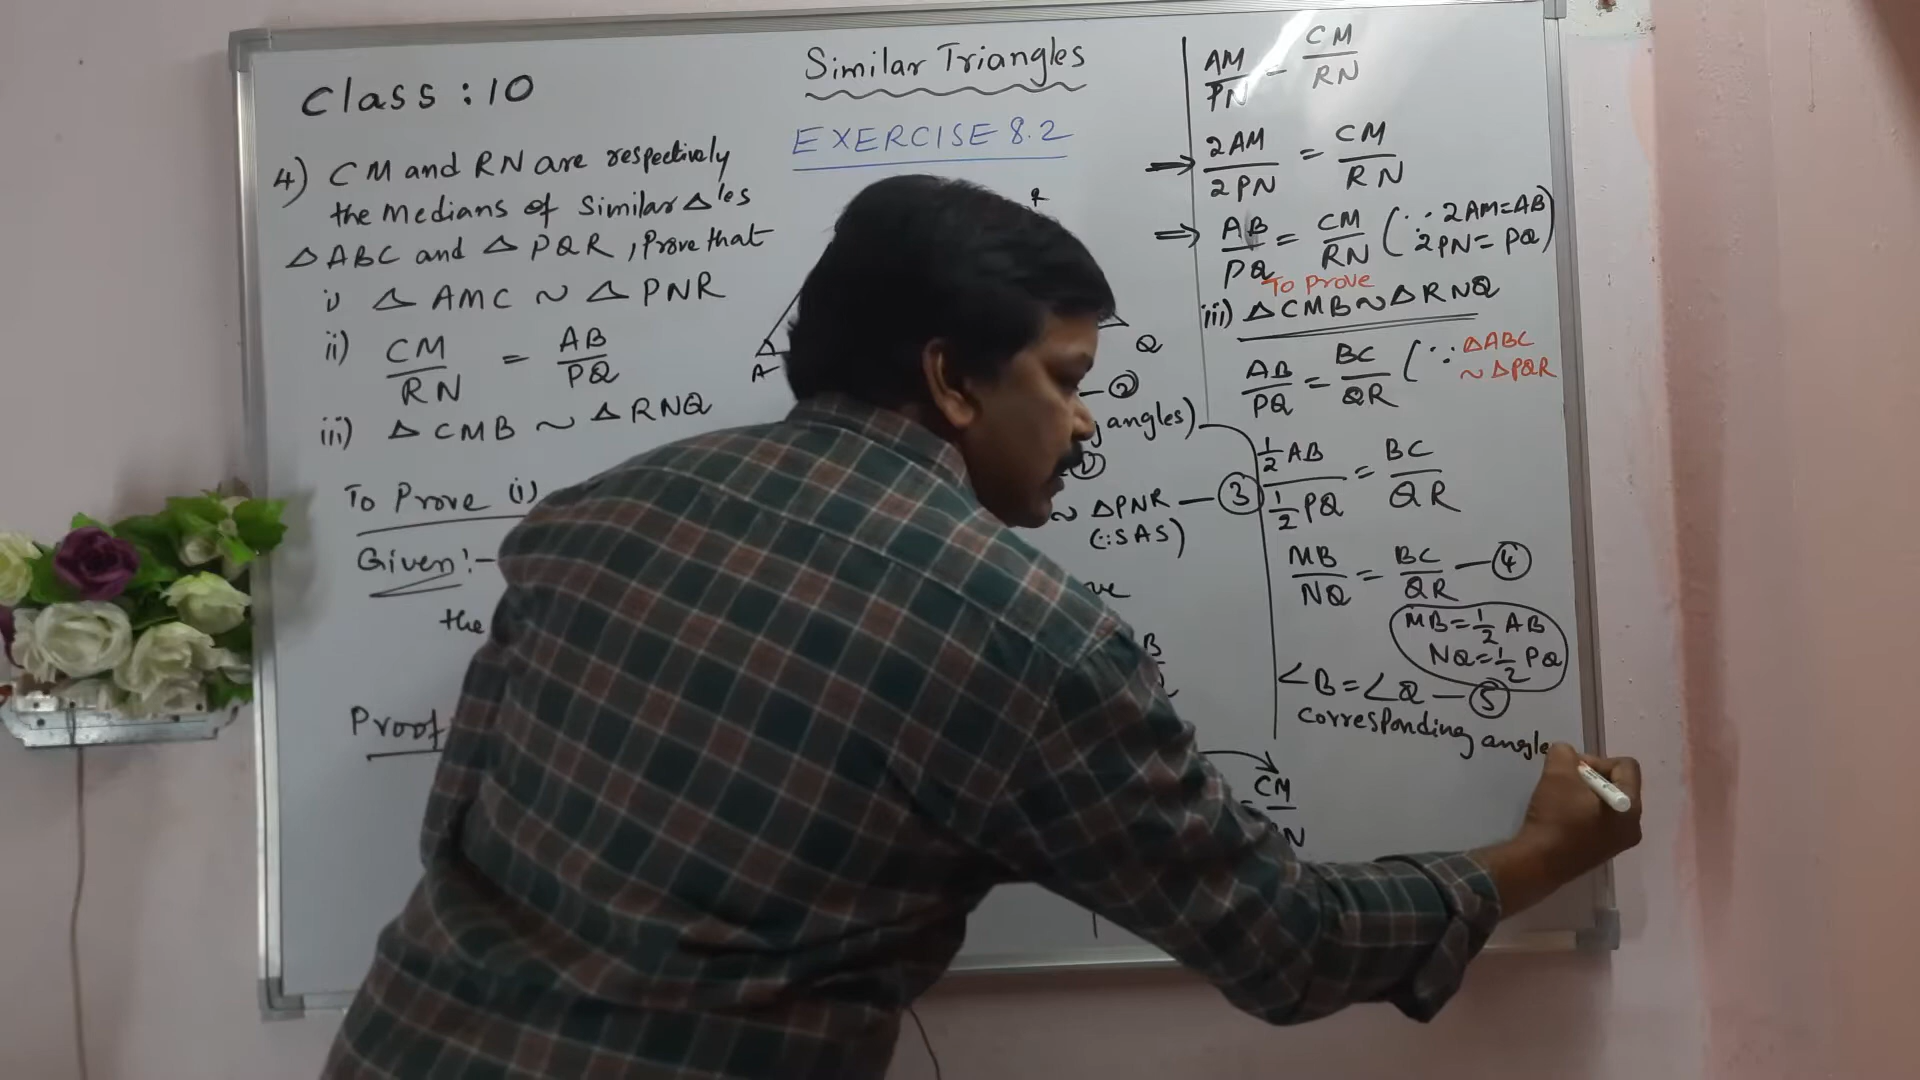 Class : 10
Similar Triangles
EXERCISE 8.2
4) CM and RN are respectively
the Medians of Similar △les
△ ABC and △ PQR, Prove that
i) △ AMC ~ △ PNR
ii) CM/RN = AB/PQ
iii) △ CMB ~ △ RNQ
To Prove (i)
Given:-
the
Proof
A
Q
— ②
angles)
①
~ △PNR — ③
(∵SAS)
CM
AM/PN = CM/RN
⇒ 2AM/2PN = CM/RN
⇒ AB/PQ = CM/RN (∵ 2AM=AB
2PN=PQ)
To Prove
iii) △CMB ~ △RNQ
AB/PQ = BC/QR (∵ △ABC
~ △PQR
½AB/½PQ = BC/QR
MB/NQ = BC/QR — ④
MB=½ AB
NQ=½ PQ
∠B=∠Q — ⑤
corresponding angle